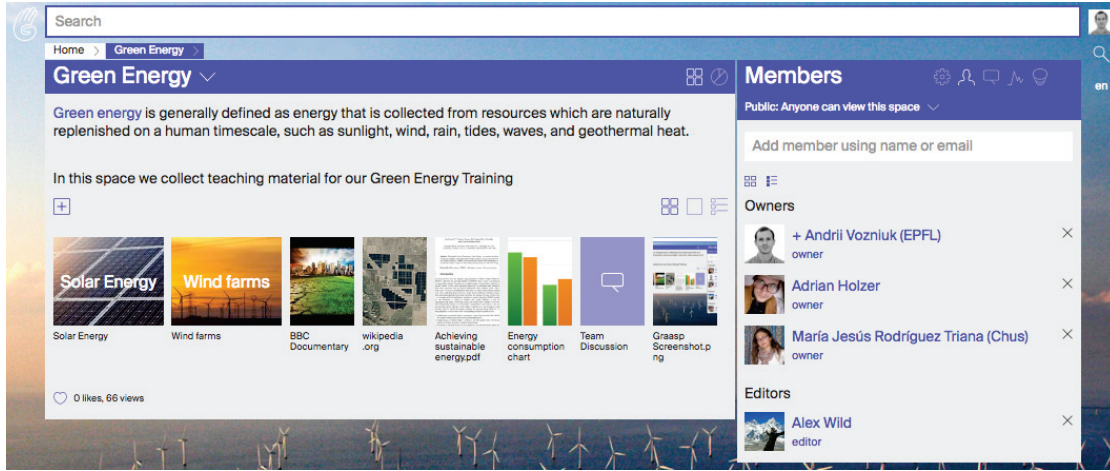 Search
en
Home > Green Energy >
Green Energy
Green energy is generally defined as energy that is collected from resources which are naturally
replenished on a human timescale, such as sunlight, wind, rain, tides, waves, and geothermal heat.
In this space we collect teaching material for our Green Energy Training
+
Solar Energy
Wind farms
Solar Energy
Wind farms
BBC
Documentary
wikipedia
.org
Achieving
sustainable
energy.pdf
Energy
consumption
chart
Team
Discussion
Graasp
Screenshot.p
ng
0 likes, 66 views
Members
Public: Anyone can view this space
Add member using name or email
Owners
+ Andrii Vozniuk (EPFL)
owner
Adrian Holzer
owner
María Jesús Rodríguez Triana (Chus)
owner
Editors
Alex Wild
editor